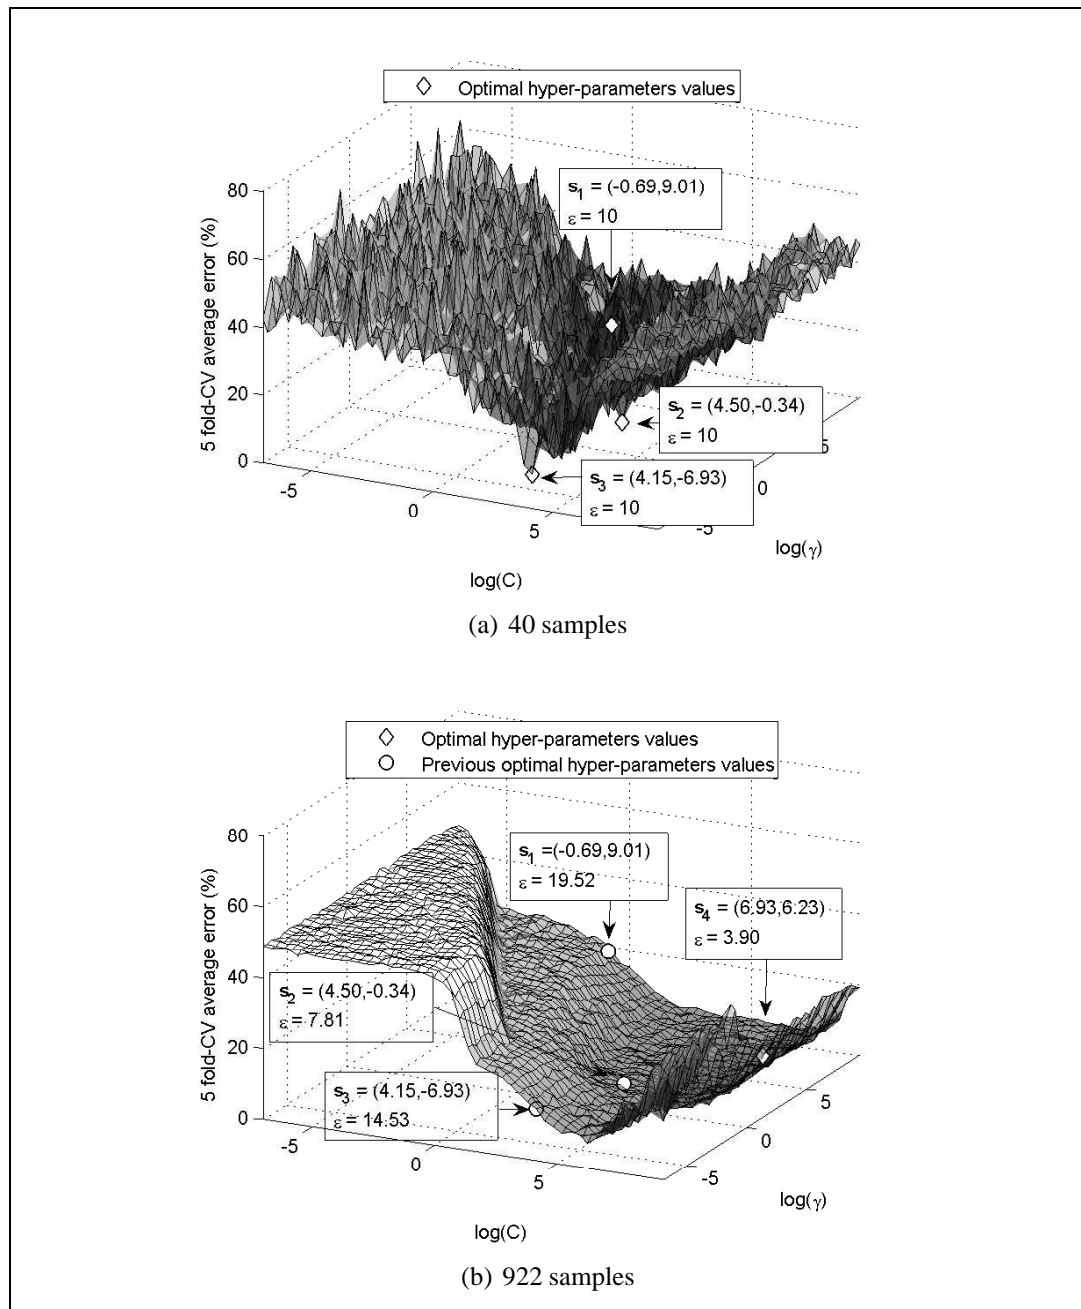 Optimal hyper-parameters values
s1 = (-0.69,9.01)
ε = 10
s2 = (4.50,-0.34)
ε = 10
s3 = (4.15,-6.93)
ε = 10
80
60
40
20
0
5 fold-CV average error (%)
-5
0
5
log(C)
-5
0
5
log(γ)
(a) 40 samples
Optimal hyper-parameters values
Previous optimal hyper-parameters values
s1 =(-0.69,9.01)
ε = 19.52
s4 = (6.93,6.23)
ε = 3.90
s2 = (4.50,-0.34)
ε = 7.81
s3 = (4.15,-6.93)
ε = 14.53
80
60
40
20
0
5 fold-CV average error (%)
-5
0
5
log(C)
-5
0
5
log(γ)
(b) 922 samples